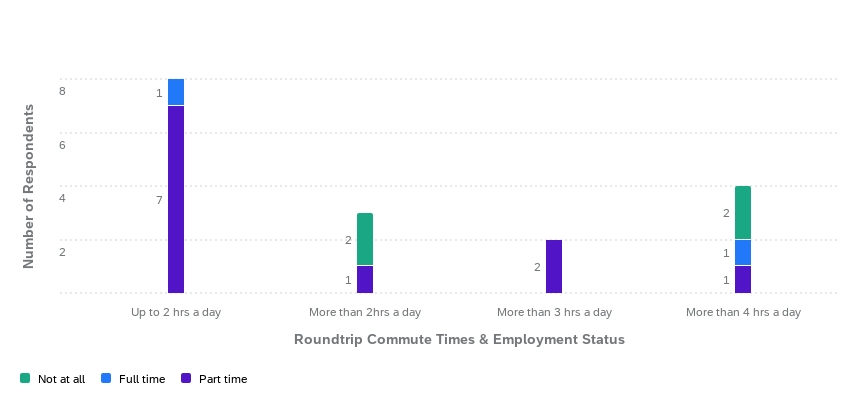 Number of Respondents
8
6
4
2
1
7
2
1
2
2
1
1
Up to 2 hrs a day
More than 2hrs a day
More than 3 hrs a day
More than 4 hrs a day
Roundtrip Commute Times & Employment Status
Not at all
Full time
Part time